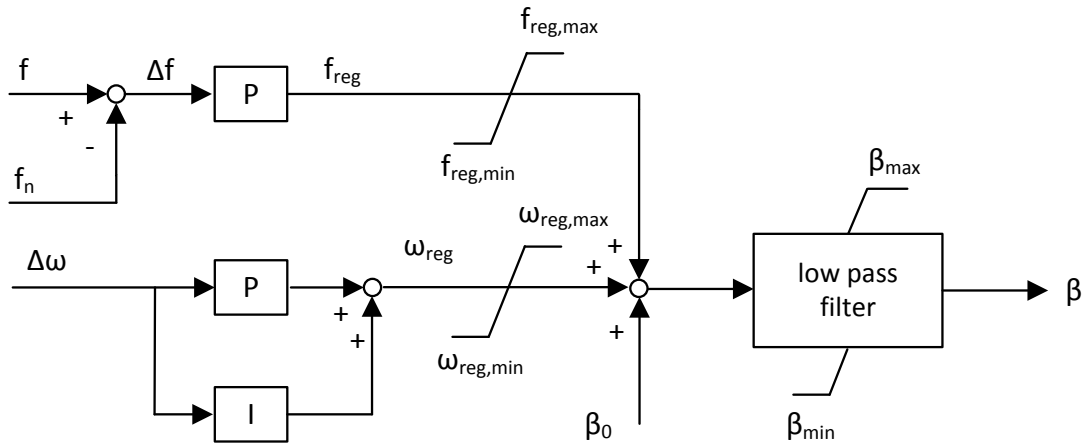 f_reg,max
f
Δf
P
f_reg
+
-
f_reg,min
f_n
β_max
ω_reg,max
Δω
ω_reg
+
+
P
low pass
filter
β
+
+
ω_reg,min
+
I
β_0
β_min